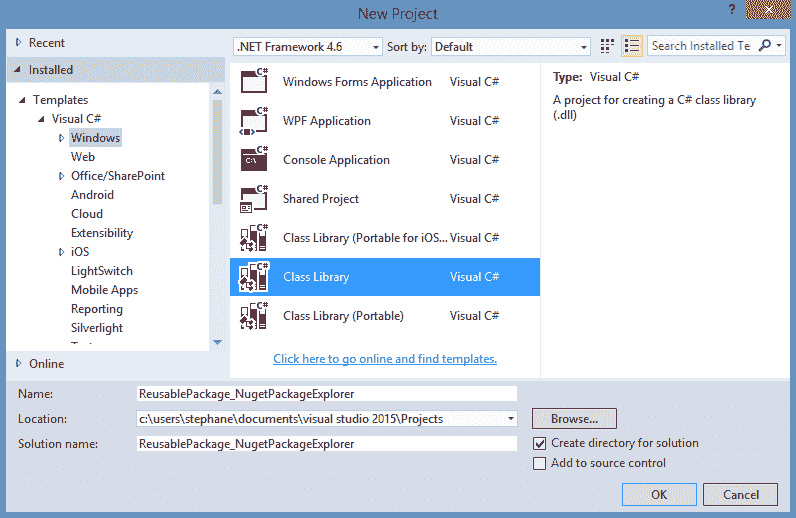 New Project
?
Recent
.NET Framework 4.6
Sort by:
Default
Search Installed Te
Installed
Templates
Visual C#
Windows
Web
Office/SharePoint
Android
Cloud
Extensibility
iOS
LightSwitch
Mobile Apps
Reporting
Silverlight
Online
C# Windows Forms Application Visual C#
C# WPF Application Visual C#
C# C:\ Console Application Visual C#
C# Shared Project Visual C#
C# Class Library (Portable for iOS... Visual C#
C# Class Library Visual C#
C# Class Library (Portable) Visual C#
Click here to go online and find templates.
Type: Visual C#
A project for creating a C# class library
(.dll)
Name: ReusablePackage_NugetPackageExplorer
Location: c:\users\stephane\documents\visual studio 2015\Projects
Browse...
Solution name: ReusablePackage_NugetPackageExplorer
Create directory for solution
Add to source control
OK
Cancel